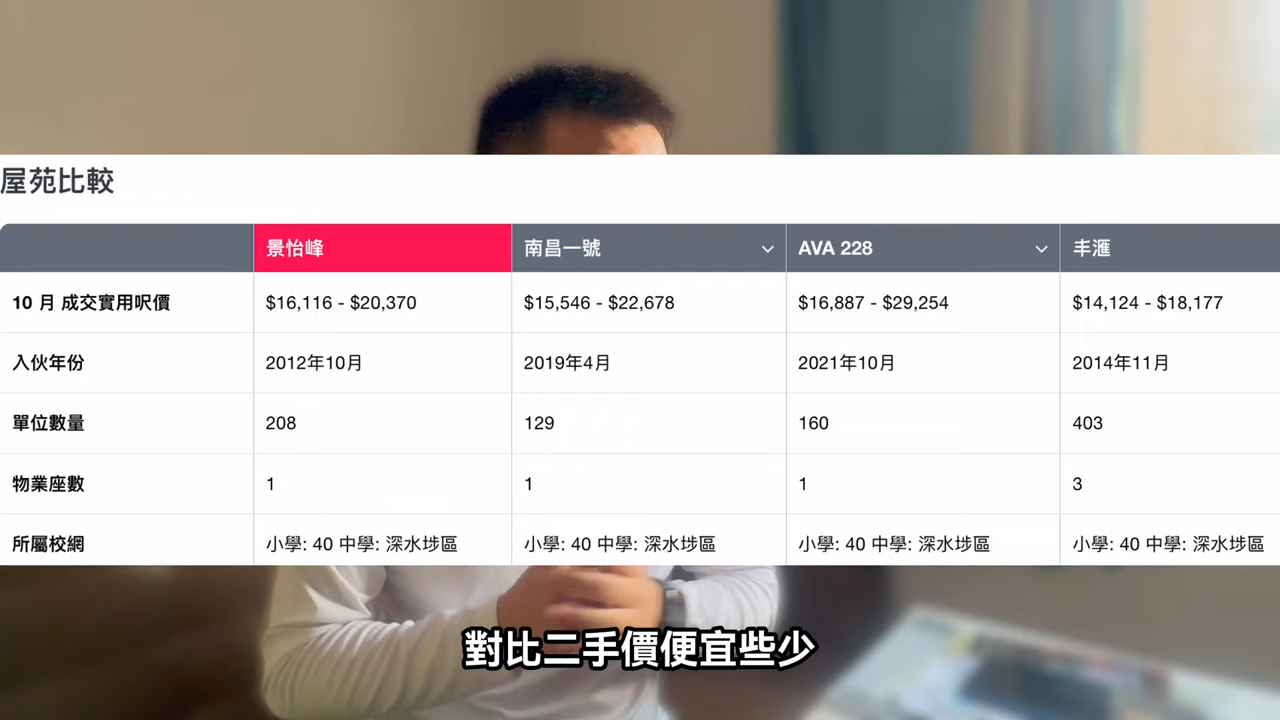 屋苑比較
景怡峰 南昌一號 AVA 228 丰滙
10 月 成交實用呎價 $16,116 - $20,370 $15,546 - $22,678 $16,887 - $29,254 $14,124 - $18,177
入伙年份 2012年10月 2019年4月 2021年10月 2014年11月
單位數量 208 129 160 403
物業座數 1 1 1 3
所屬校網 小學: 40 中學: 深水埗區 小學: 40 中學: 深水埗區 小學: 40 中學: 深水埗區 小學: 40 中學: 深水埗區
對比二手價便宜些少